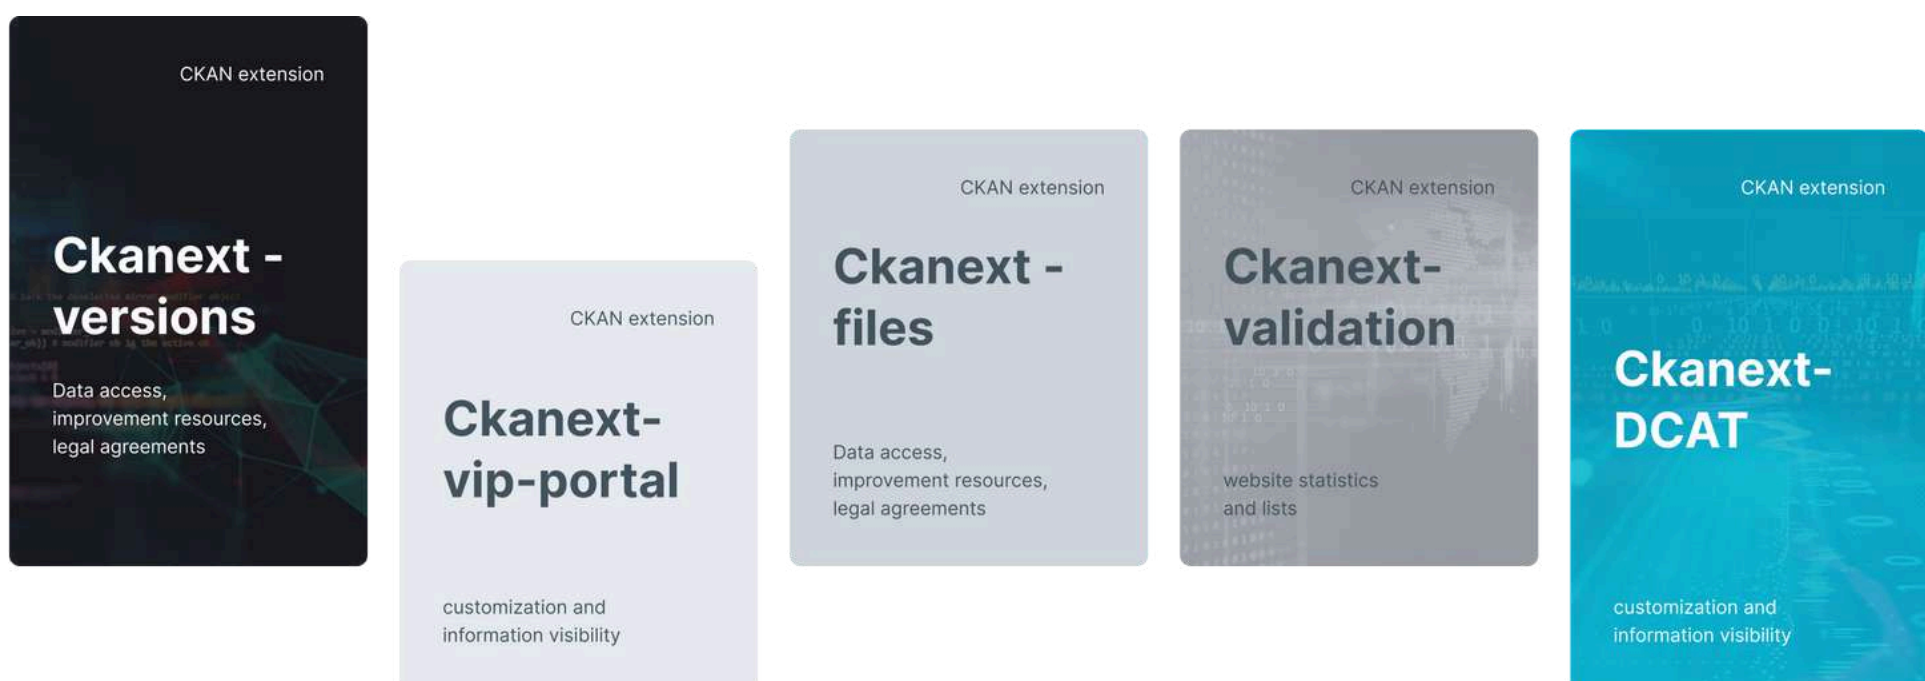 CKAN extension
Ckanext -
versions
Data access,
improvement resources,
legal agreements
CKAN extension
Ckanext-
vip-portal
customization and
information visibility
CKAN extension
Ckanext -
files
Data access,
improvement resources,
legal agreements
CKAN extension
Ckanext-
validation
website statistics
and lists
CKAN extension
Ckanext-
DCAT
customization and
information visibility